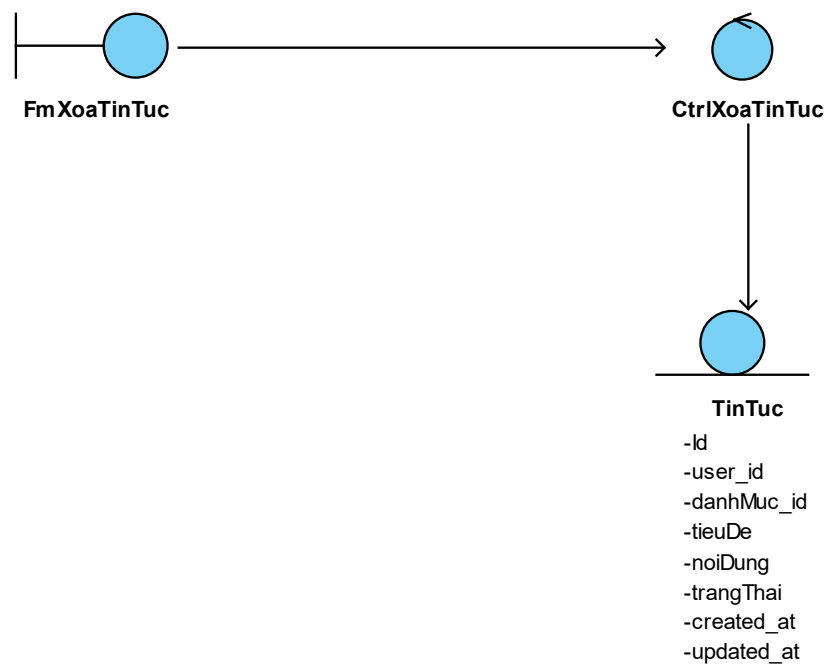 FmXoaTinTuc
CtrlXoaTinTuc
TinTuc
-Id
-user_id
-danhMuc_id
-tieuDe
-noiDung
-trangThai
-created_at
-updated_at